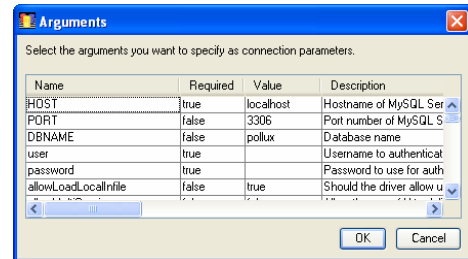 Arguments
Select the arguments you want to specify as connection parameters.
Name Required Value Description
HOST true localhost Hostname of MySQL Ser
PORT false 3306 Port number of MySQL S
DBNAME false pollux Database name
user true Username to authenticat
password true Password to use for auth
allowLoadLocalInfile false true Should the driver allow u
OK Cancel